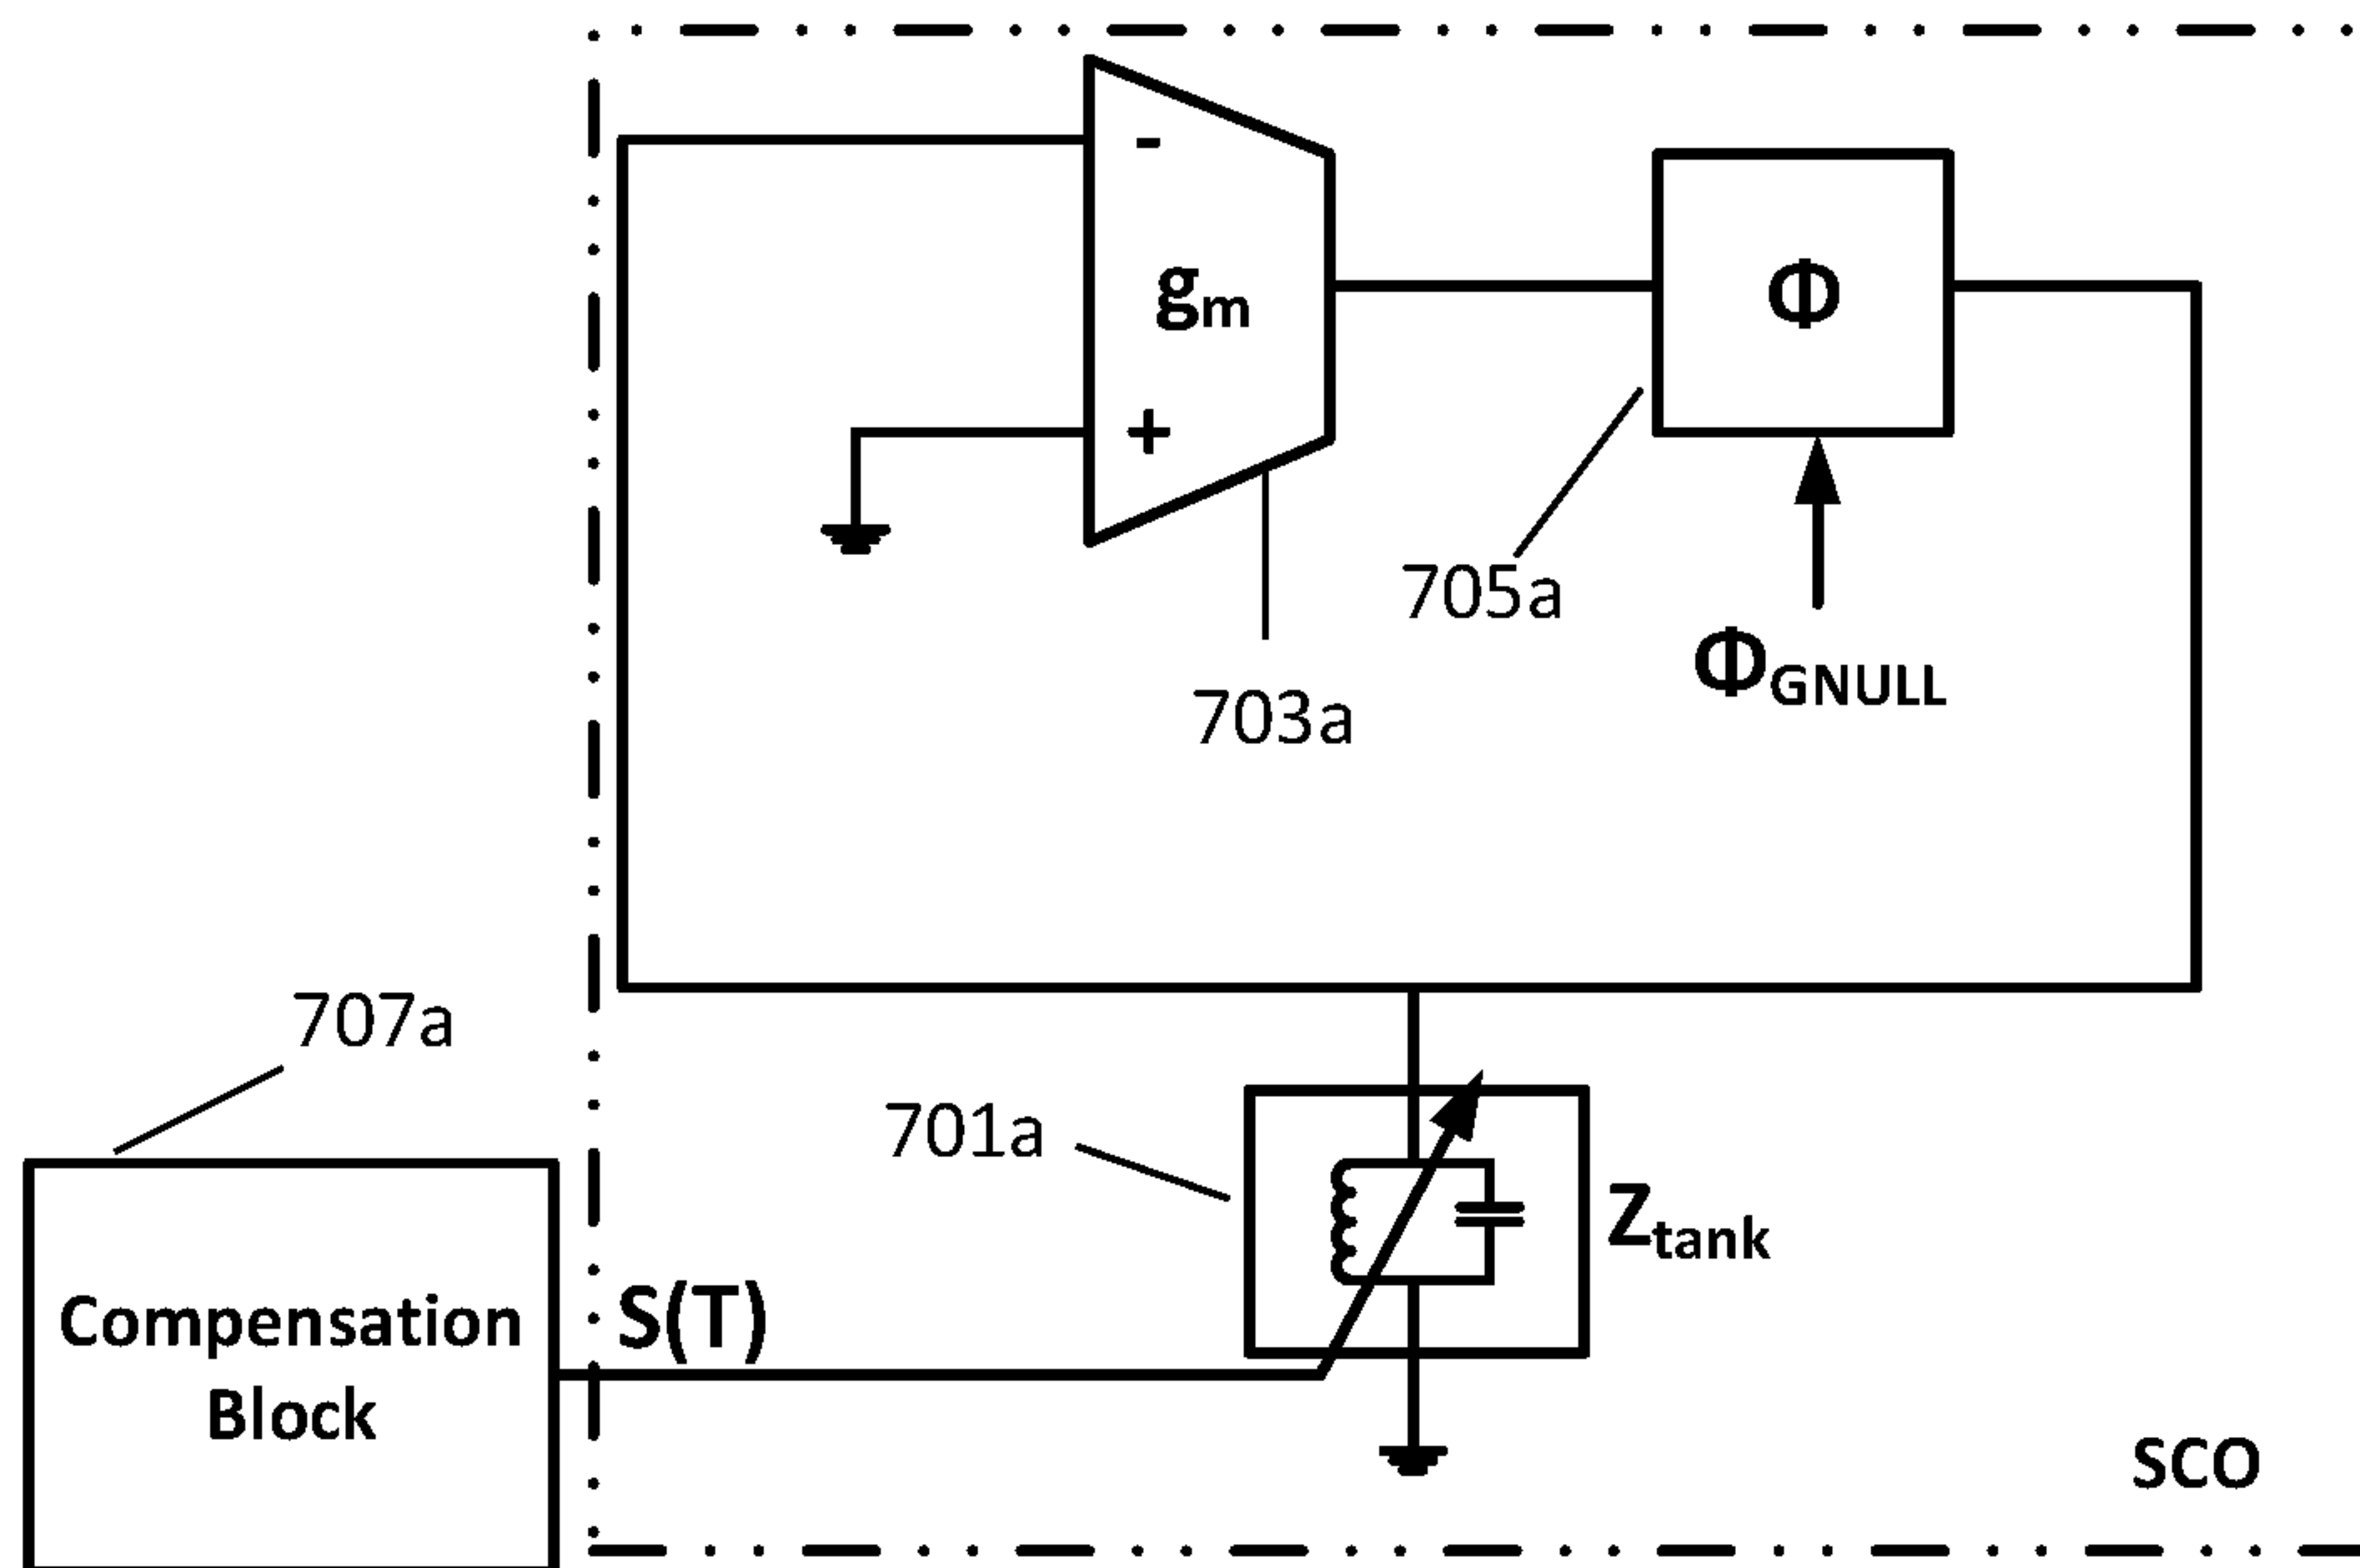 -
gm
+
Φ
705a
ΦGNULL
703a
707a
701a
Ztank
S(T)
Compensation
Block
SCO